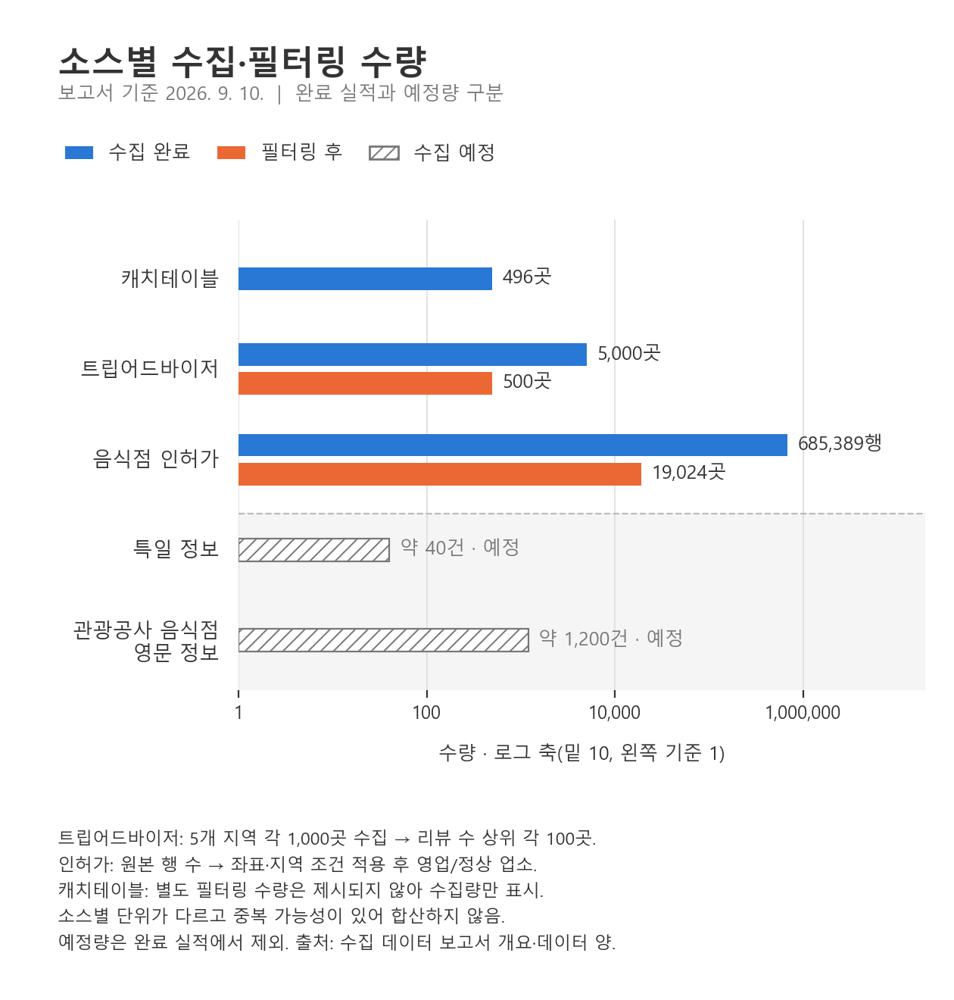 소스별 수집·필터링 수량
보고서 기준 2026. 9. 10. | 완료 실적과 예정량 구분
수집 완료 필터링 후 수집 예정
캐치테이블 496곳
트립어드바이저 5,000곳
500곳
음식점 인허가 685,389행
19,024곳
특일 정보 약 40건 · 예정
관광공사 음식점
영문 정보 약 1,200건 · 예정
1 100 10,000 1,000,000
수량 · 로그 축(밑 10, 왼쪽 기준 1)
트립어드바이저: 5개 지역 각 1,000곳 수집 → 리뷰 수 상위 각 100곳.
인허가: 원본 행 수 → 좌표·지역 조건 적용 후 영업/정상 업소.
캐치테이블: 별도 필터링 수량은 제시되지 않아 수집량만 표시.
소스별 단위가 다르고 중복 가능성이 있어 합산하지 않음.
예정량은 완료 실적에서 제외. 출처: 수집 데이터 보고서 개요·데이터 양.